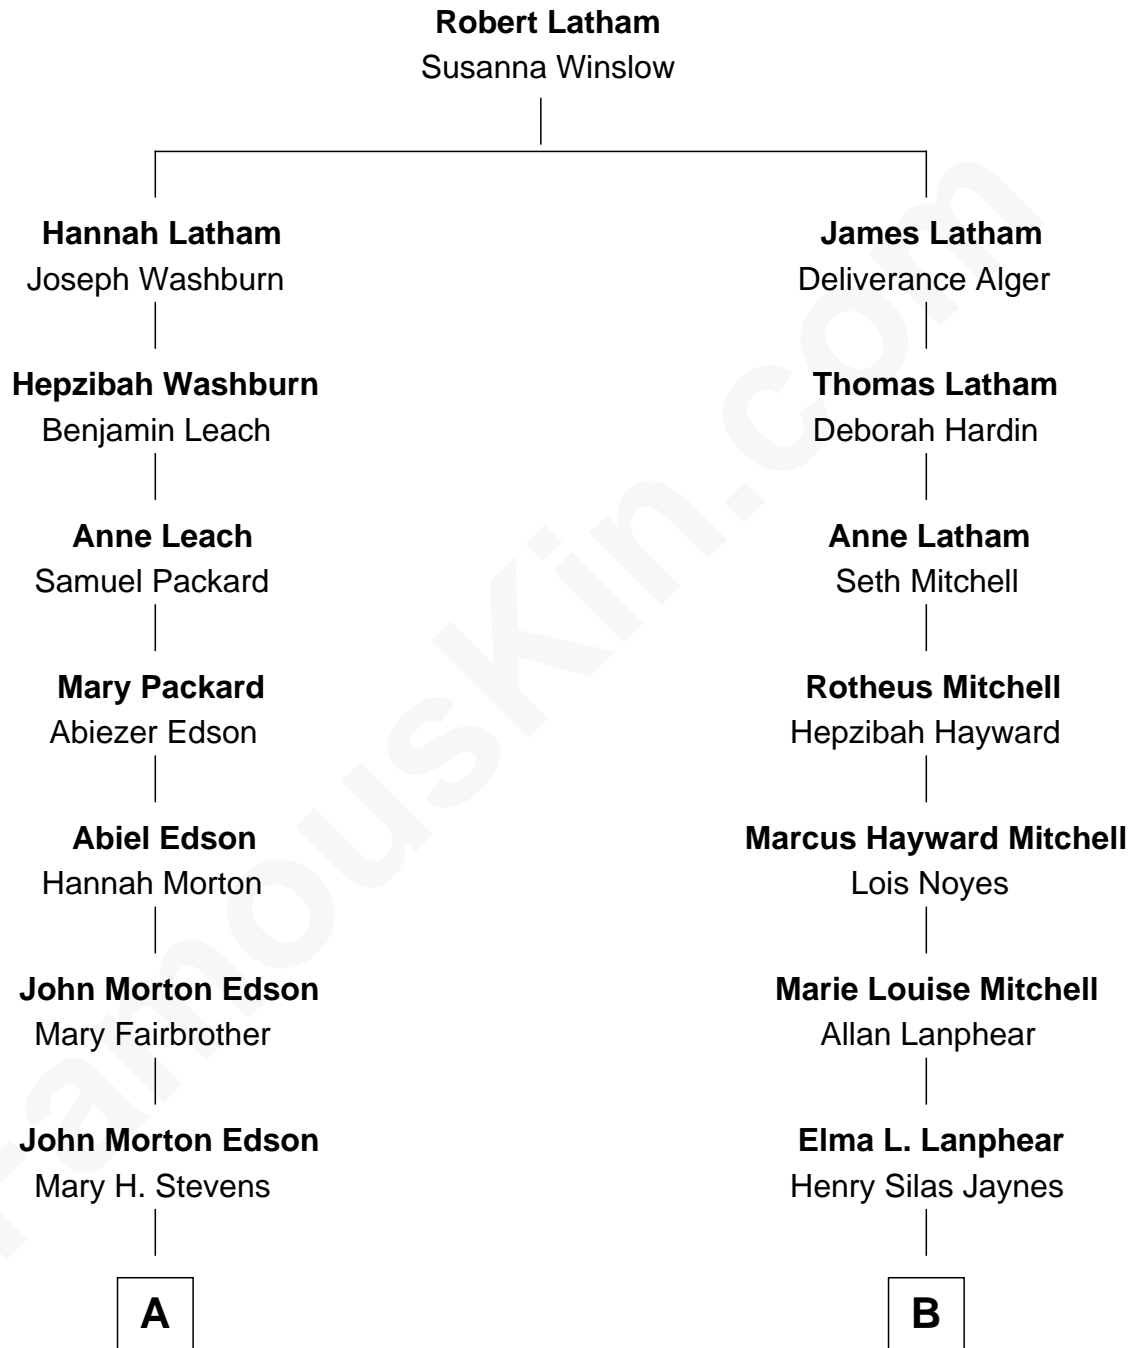 Robert Latham
Susanna Winslow
Hannah Latham
Joseph Washburn
Hepzibah Washburn
Benjamin Leach
Anne Leach
Samuel Packard
Mary Packard
Abiezer Edson
Abiel Edson
Hannah Morton
John Morton Edson
Mary Fairbrother
John Morton Edson
Mary H. Stevens
A
James Latham
Deliverance Alger
Thomas Latham
Deborah Hardin
Anne Latham
Seth Mitchell
Rotheus Mitchell
Hepzibah Hayward
Marcus Hayward Mitchell
Lois Noyes
Marie Louise Mitchell
Allan Lanphear
Elma L. Lanphear
Henry Silas Jaynes
B
FamousKin.com